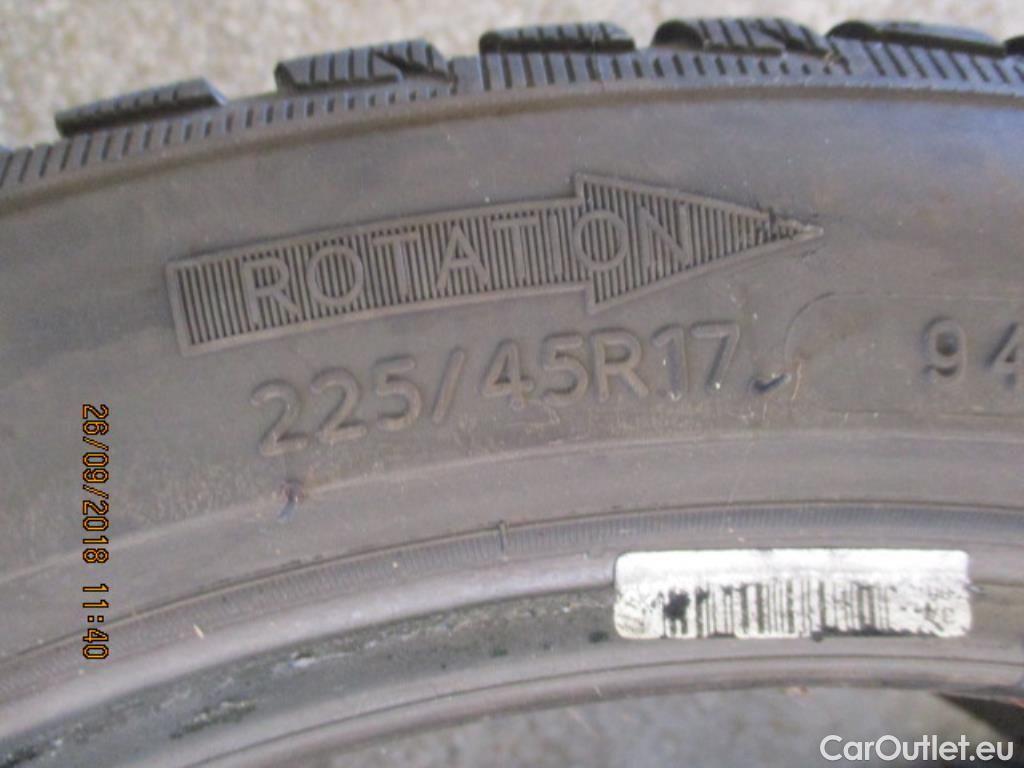 ROTATION
225/45R17 94
26/09/2018 11:40
CarOutlet.eu